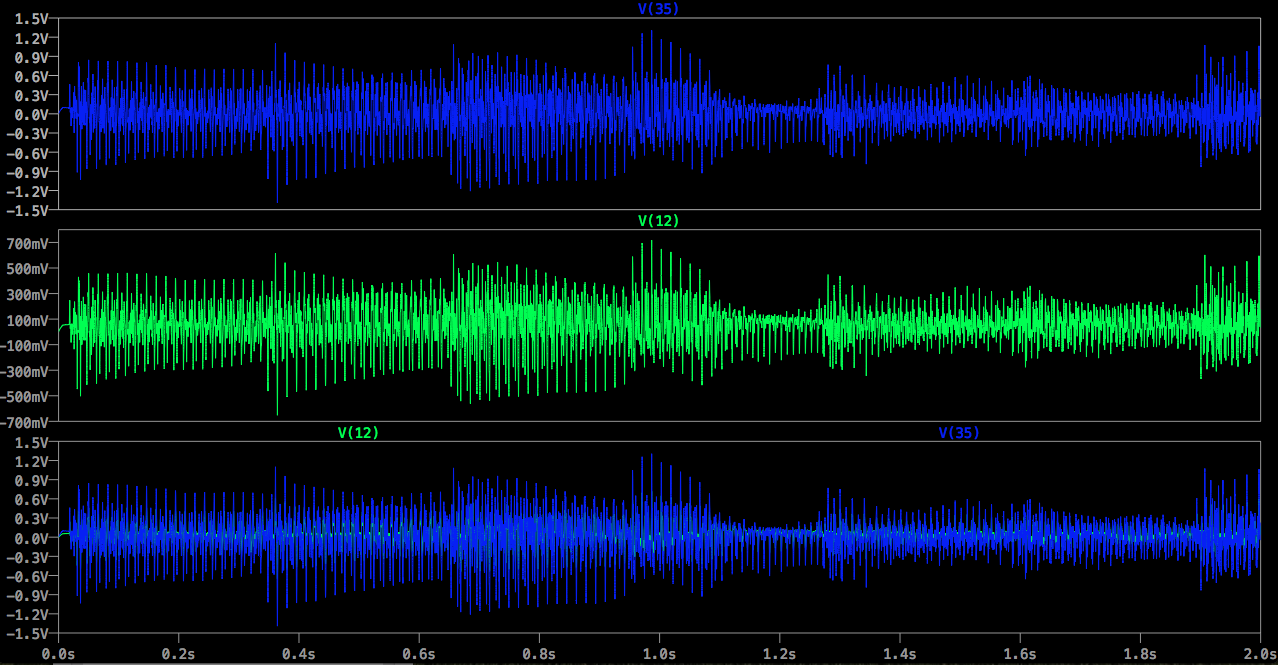 V(35)
1.5V
1.2V
0.9V
0.6V
0.3V
0.0V
-0.3V
-0.6V
-0.9V
-1.2V
-1.5V
V(12)
700mV
500mV
300mV
100mV
-100mV
-300mV
-500mV
-700mV
V(12) V(35)
1.5V
1.2V
0.9V
0.6V
0.3V
0.0V
-0.3V
-0.6V
-0.9V
-1.2V
-1.5V
0.0s 0.2s 0.4s 0.6s 0.8s 1.0s 1.2s 1.4s 1.6s 1.8s 2.0s